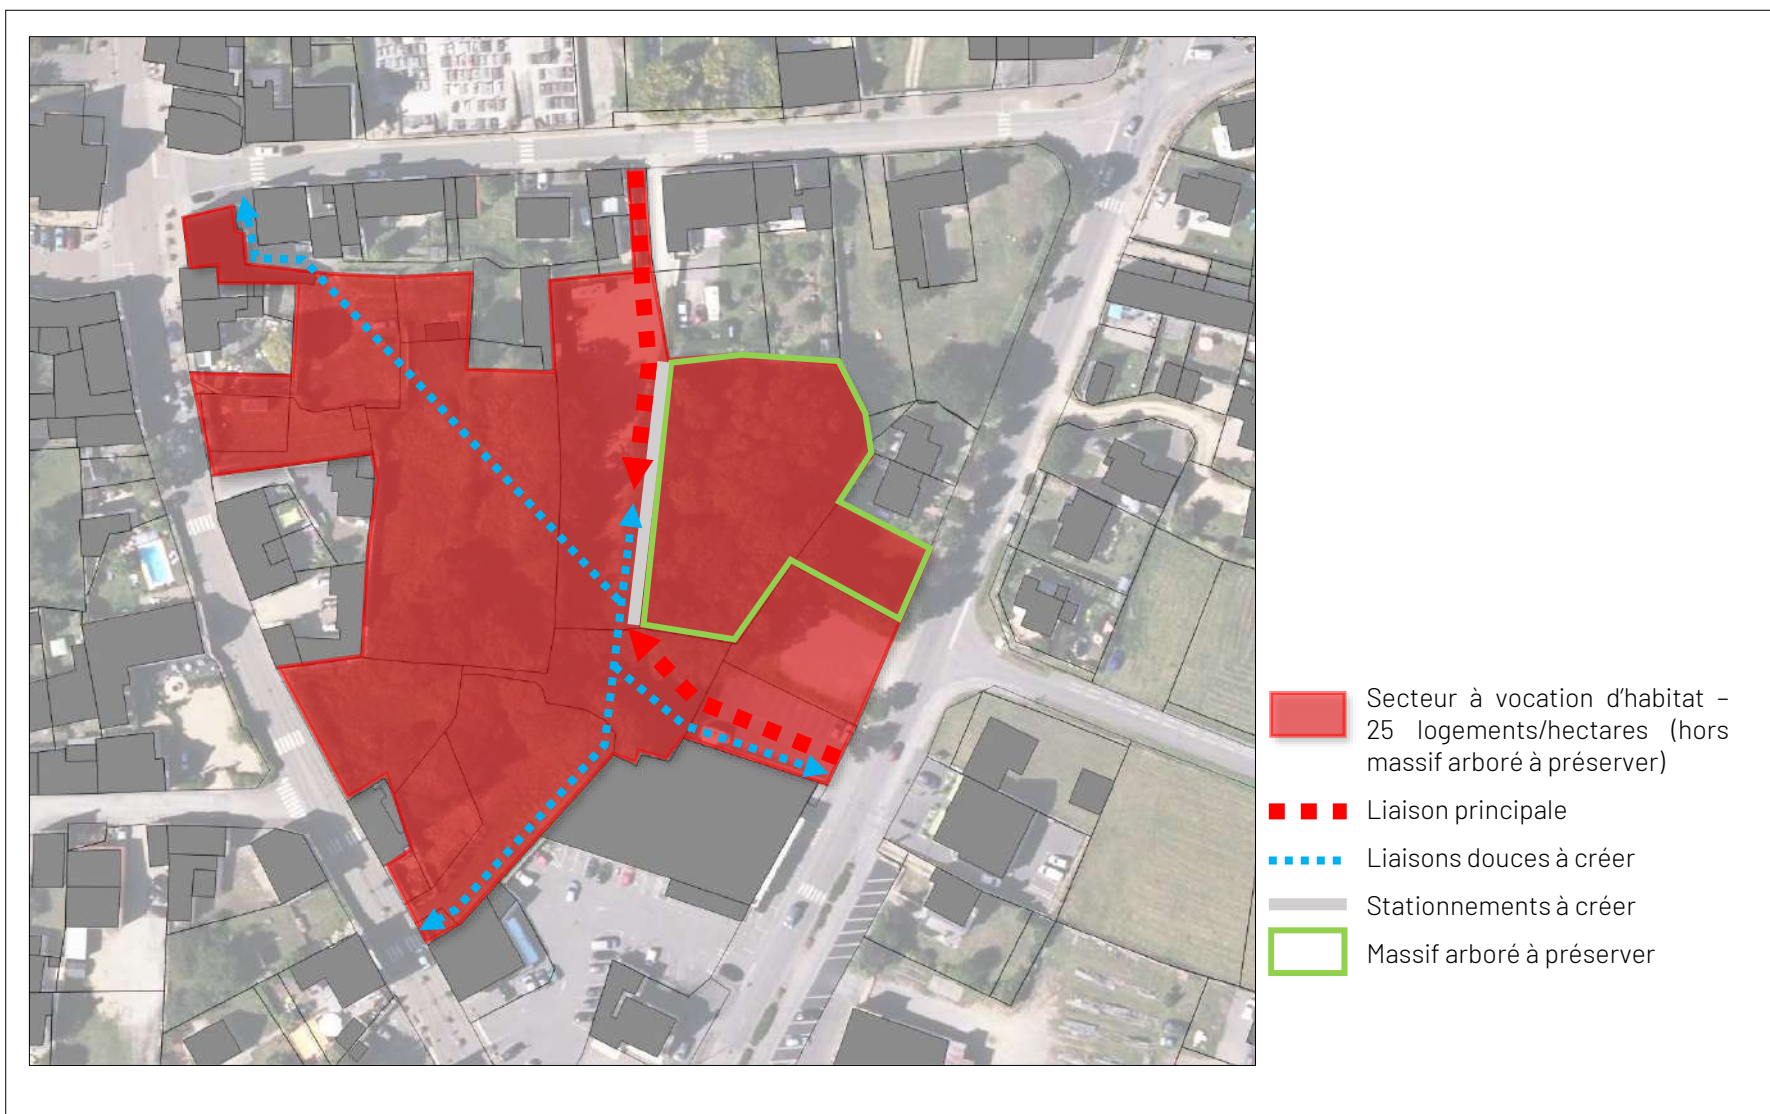 Secteur à vocation d'habitat –
25 logements/hectares (hors
massif arboré à préserver)
Liaison principale
Liaisons douces à créer
Stationnements à créer
Massif arboré à préserver